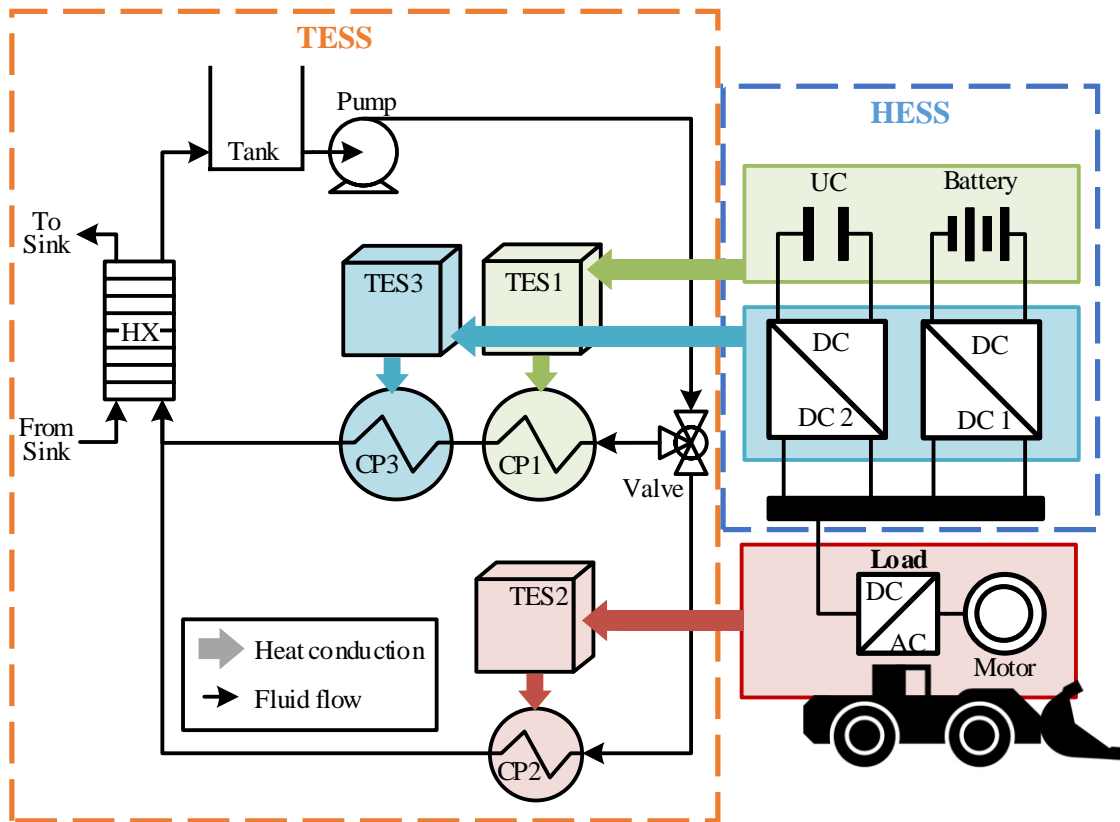 TESS
HESS
Pump
Tank
UC
Battery
To
Sink
TES3
TES1
HX
DC
DC 2
DC
DC 1
From
Sink
CP3
CP1
Valve
Load
TES2
DC
AC
Motor
Heat conduction
Fluid flow
CP2